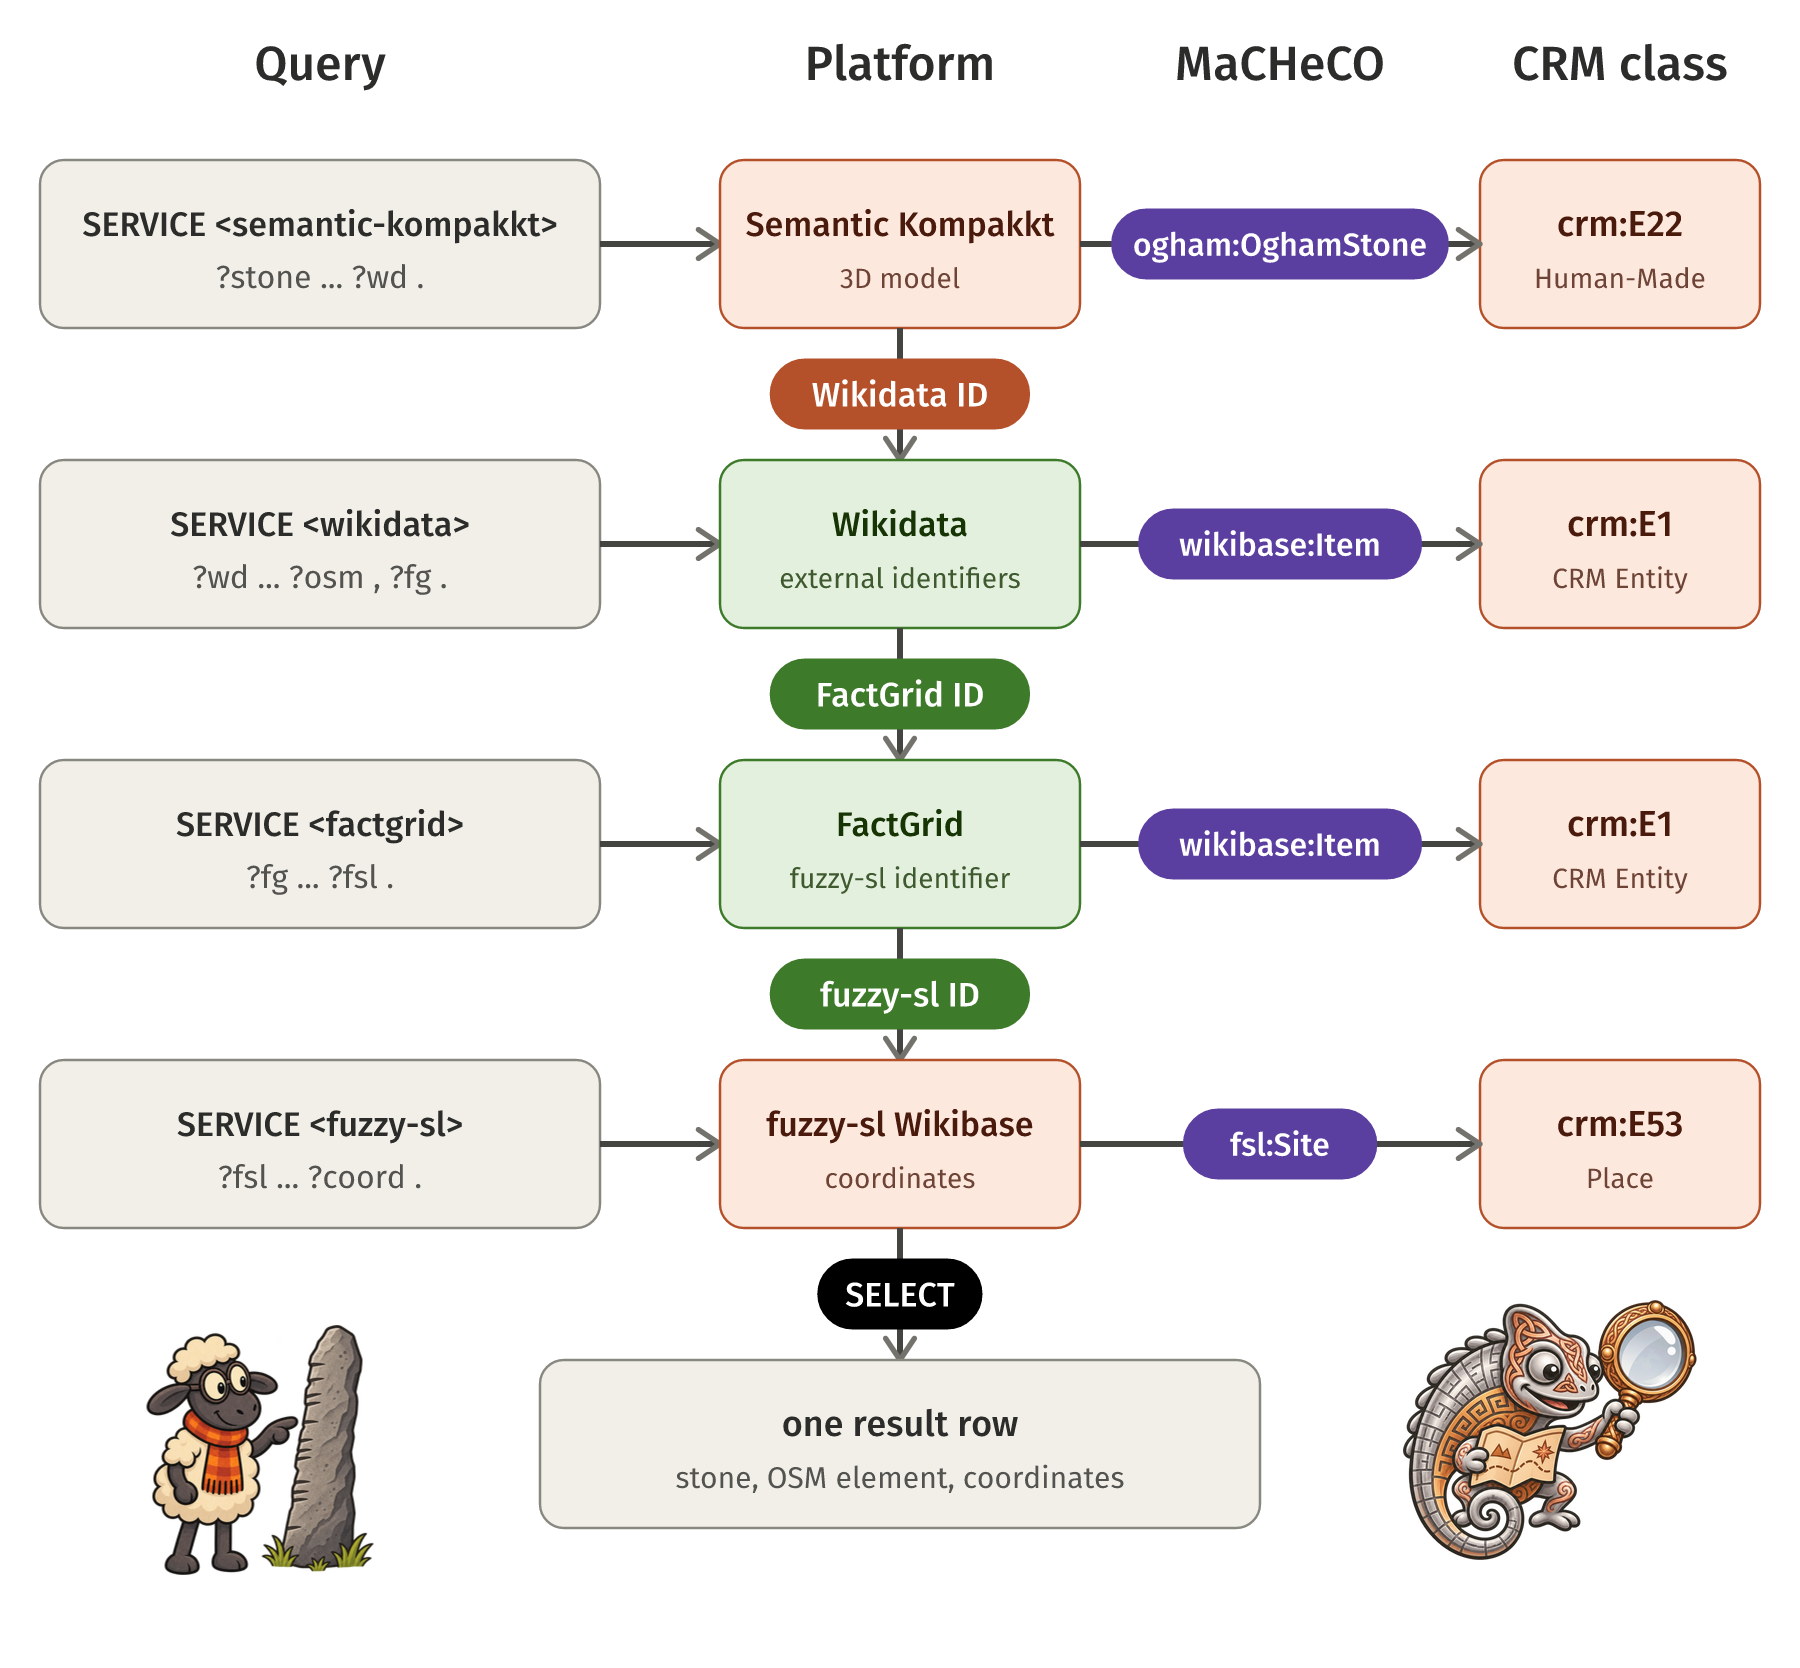 Query
Platform
MaCHeCO
CRM class
SERVICE <semantic-kompakkt>
?stone ... ?wd .
Semantic Kompakkt
3D model
ogham:OghamStone
crm:E22
Human-Made
Wikidata ID
SERVICE <wikidata>
?wd ... ?osm , ?fg .
Wikidata
external identifiers
wikibase:Item
crm:E1
CRM Entity
FactGrid ID
SERVICE <factgrid>
?fg ... ?fsl .
FactGrid
fuzzy-sl identifier
wikibase:Item
crm:E1
CRM Entity
fuzzy-sl ID
SERVICE <fuzzy-sl>
?fsl ... ?coord .
fuzzy-sl Wikibase
coordinates
fsl:Site
crm:E53
Place
SELECT
one result row
stone, OSM element, coordinates